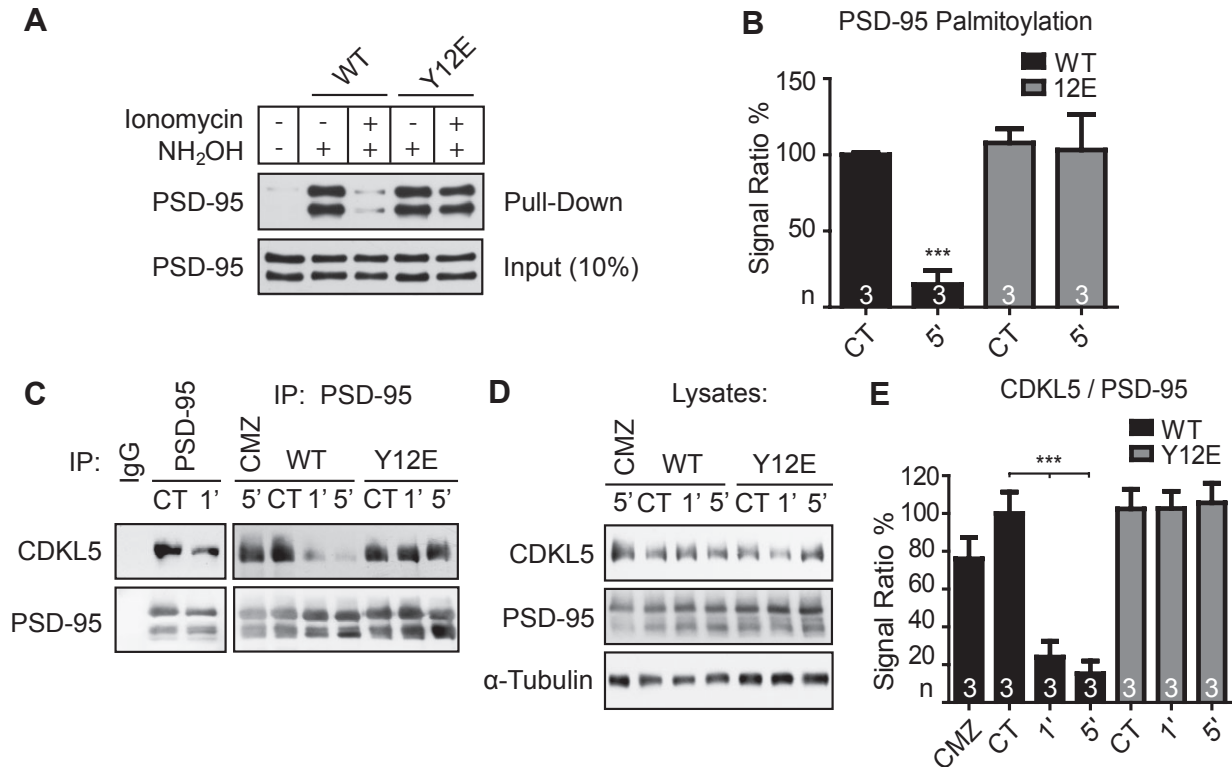 A
WT Y12E
Ionomycin - - + - +
NH₂OH - + + + +
PSD-95 Pull-Down
PSD-95 Input (10%)
B PSD-95 Palmitoylation
WT
12E
Signal Ratio %
150
100
50
n
***
3 3 3 3
CT 5' CT 5'
C
IP: PSD-95
IP: IgG PSD-95 CMZ WT Y12E
CT 1’ 5’ CT 1’ 5’ CT 1’ 5’
CDKL5
PSD-95
D Lysates:
CMZ WT Y12E
5’ CT 1’ 5’ CT 1’ 5’
CDKL5
PSD-95
α-Tubulin
E CDKL5 / PSD-95
WT
Y12E
Signal Ratio %
120
100
80
60
40
20
n
***
3 3 3 3 3 3 3
CMZ CT 1' 5' CT 1' 5'